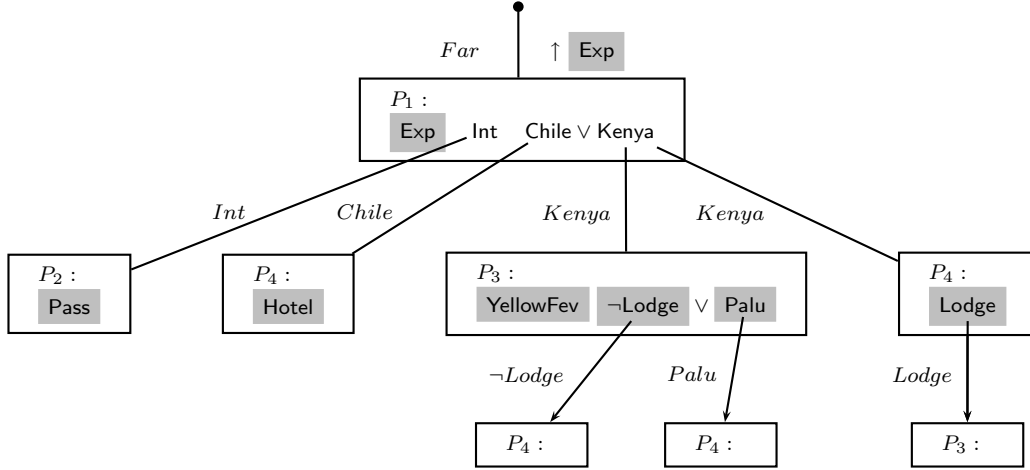 Far ↑ Exp
P₁ :
Exp Int Chile ∨ Kenya
Int Chile Kenya Kenya
P₂ : P₄ : P₃ : P₄ :
Pass Hotel YellowFev ¬Lodge ∨ Palu Lodge
¬Lodge Palu Lodge
P₄ : P₄ : P₃ :